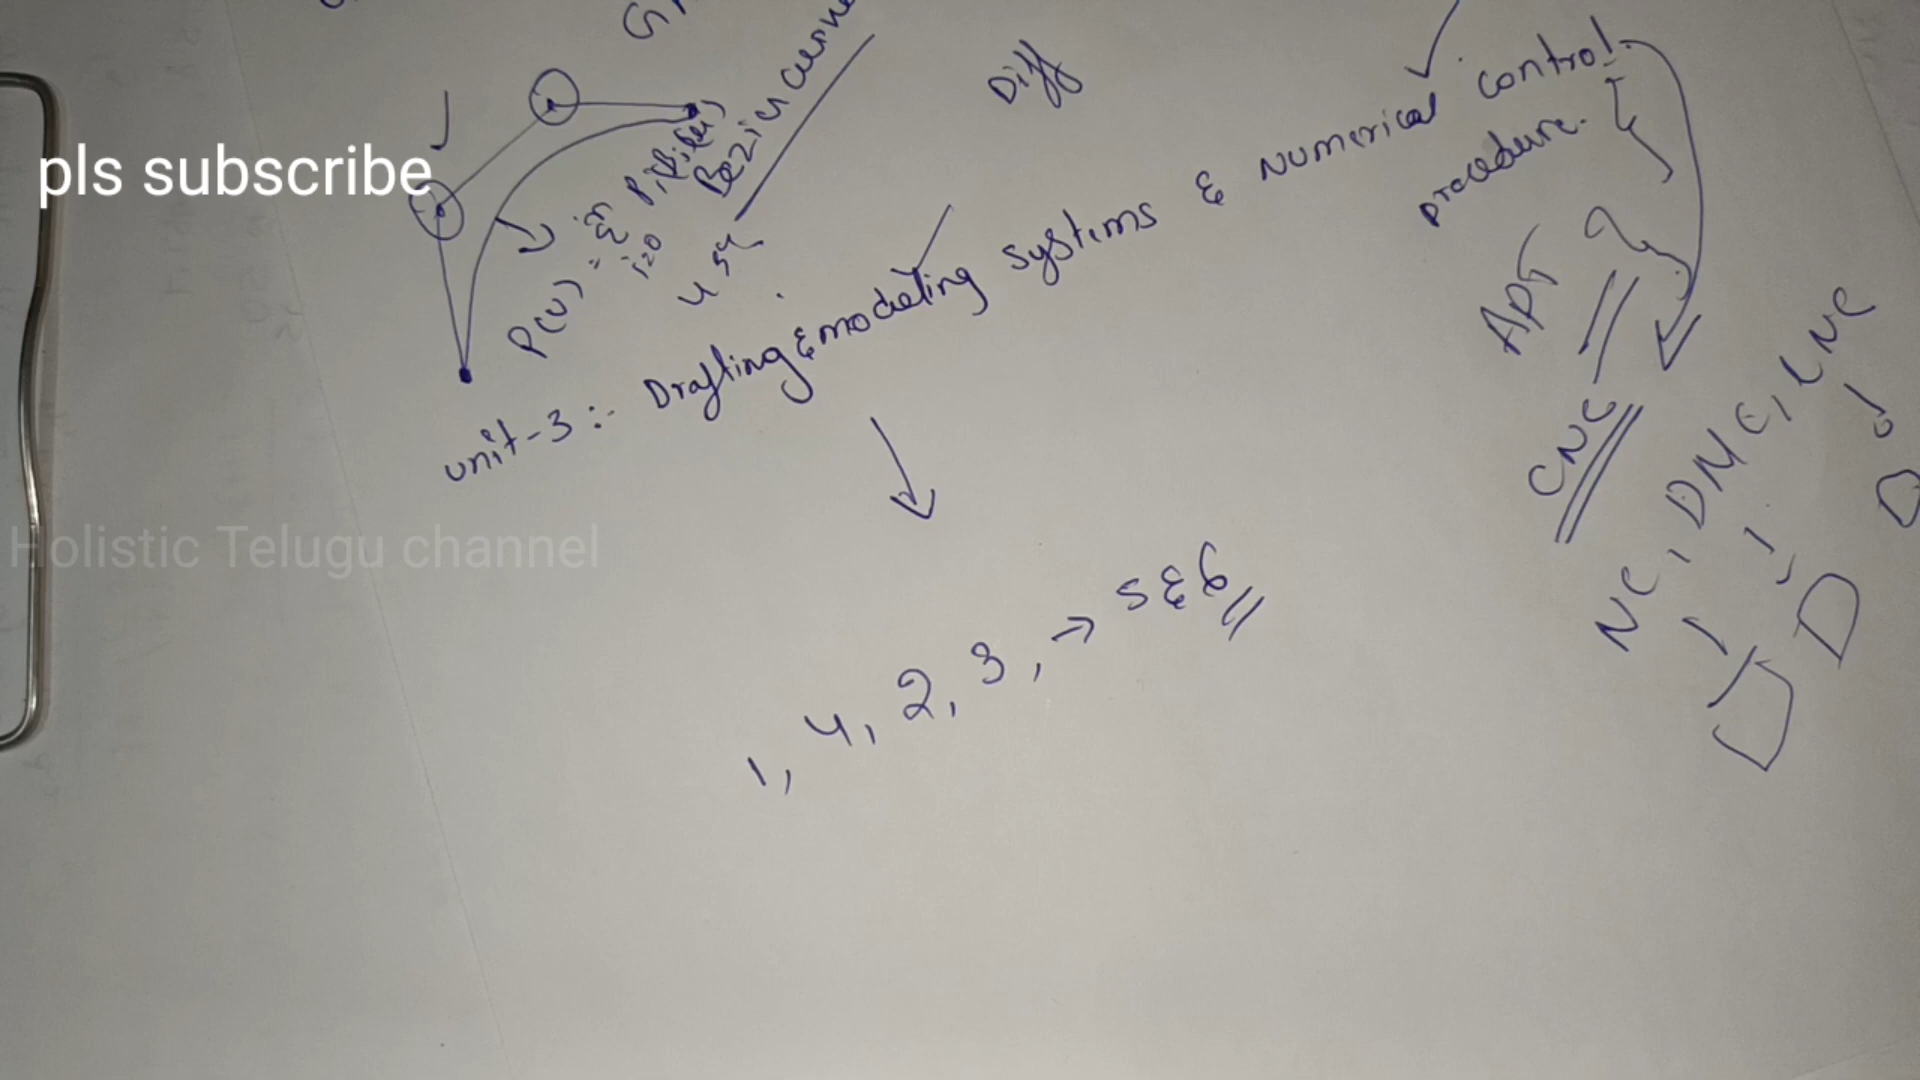 Diff
pls subscribe
Bezier curve
P(u) = Σ Pi Bi(u)
n
i=0
unit-3 :- Drafting & modeling systems & Numerical control
procedure.
APT
CNC
NC, DNC, CNC
Holistic Telugu channel
1, 4, 2, 3, → 5 & 6